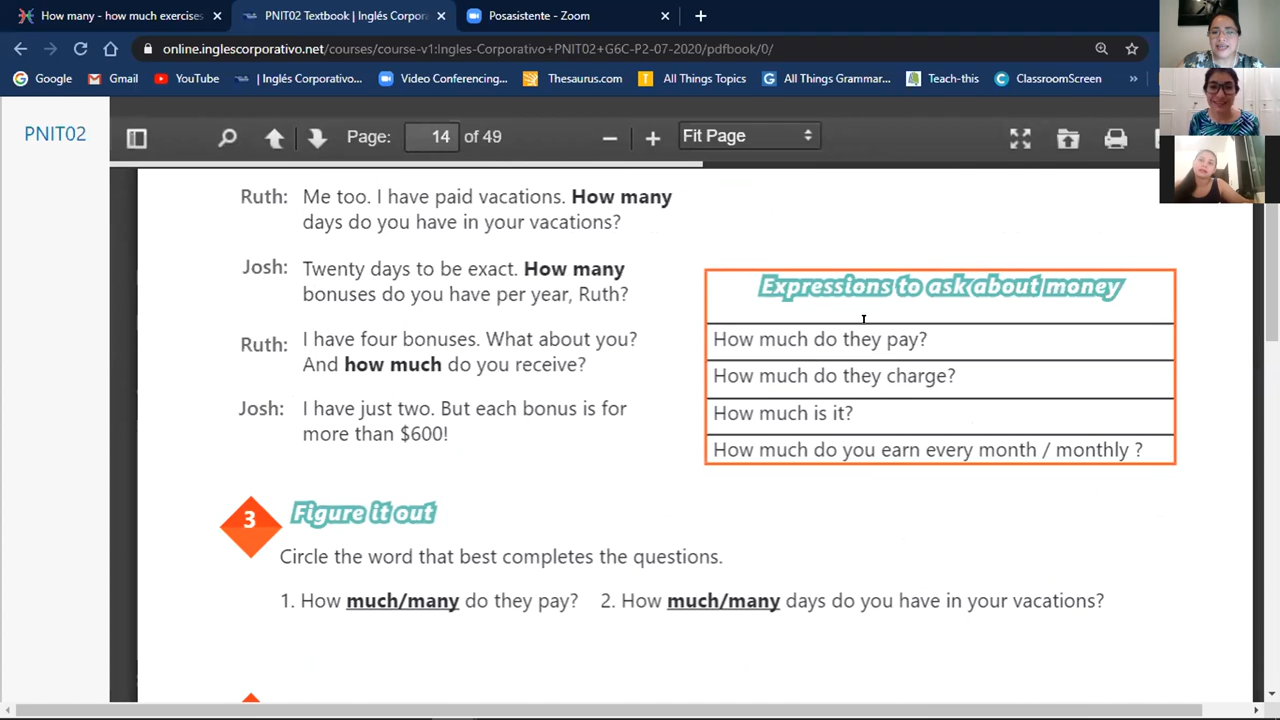 How many - how much exercises
PNIT02 Textbook | Inglés Corpora
Posasistente - Zoom
online.inglescorporativo.net/courses/course-v1:Ingles-Corporativo+PNIT02+G6C-P2-07-2020/pdfbook/0/
Google
Gmail
YouTube
| Inglés Corporativo...
Video Conferencing...
Thesaurus.com
All Things Topics
All Things Grammar...
Teach-this
ClassroomScreen
PNIT02
Page: 14 of 49
Fit Page
Ruth: Me too. I have paid vacations. How many
days do you have in your vacations?
Josh: Twenty days to be exact. How many
bonuses do you have per year, Ruth?
Ruth: I have four bonuses. What about you?
And how much do you receive?
Josh: I have just two. But each bonus is for
more than $600!
Expressions to ask about money
How much do they pay?
How much do they charge?
How much is it?
How much do you earn every month / monthly ?
3 Figure it out
Circle the word that best completes the questions.
1. How much/many do they pay? 2. How much/many days do you have in your vacations?